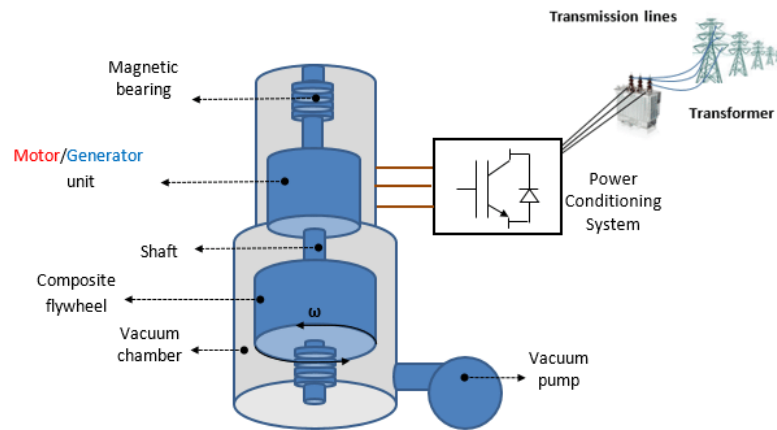 Transmission lines
Magnetic
bearing
Transformer
Motor/Generator
unit
Power
Conditioning
System
Shaft
Composite
flywheel
ω
Vacuum
chamber
Vacuum
pump